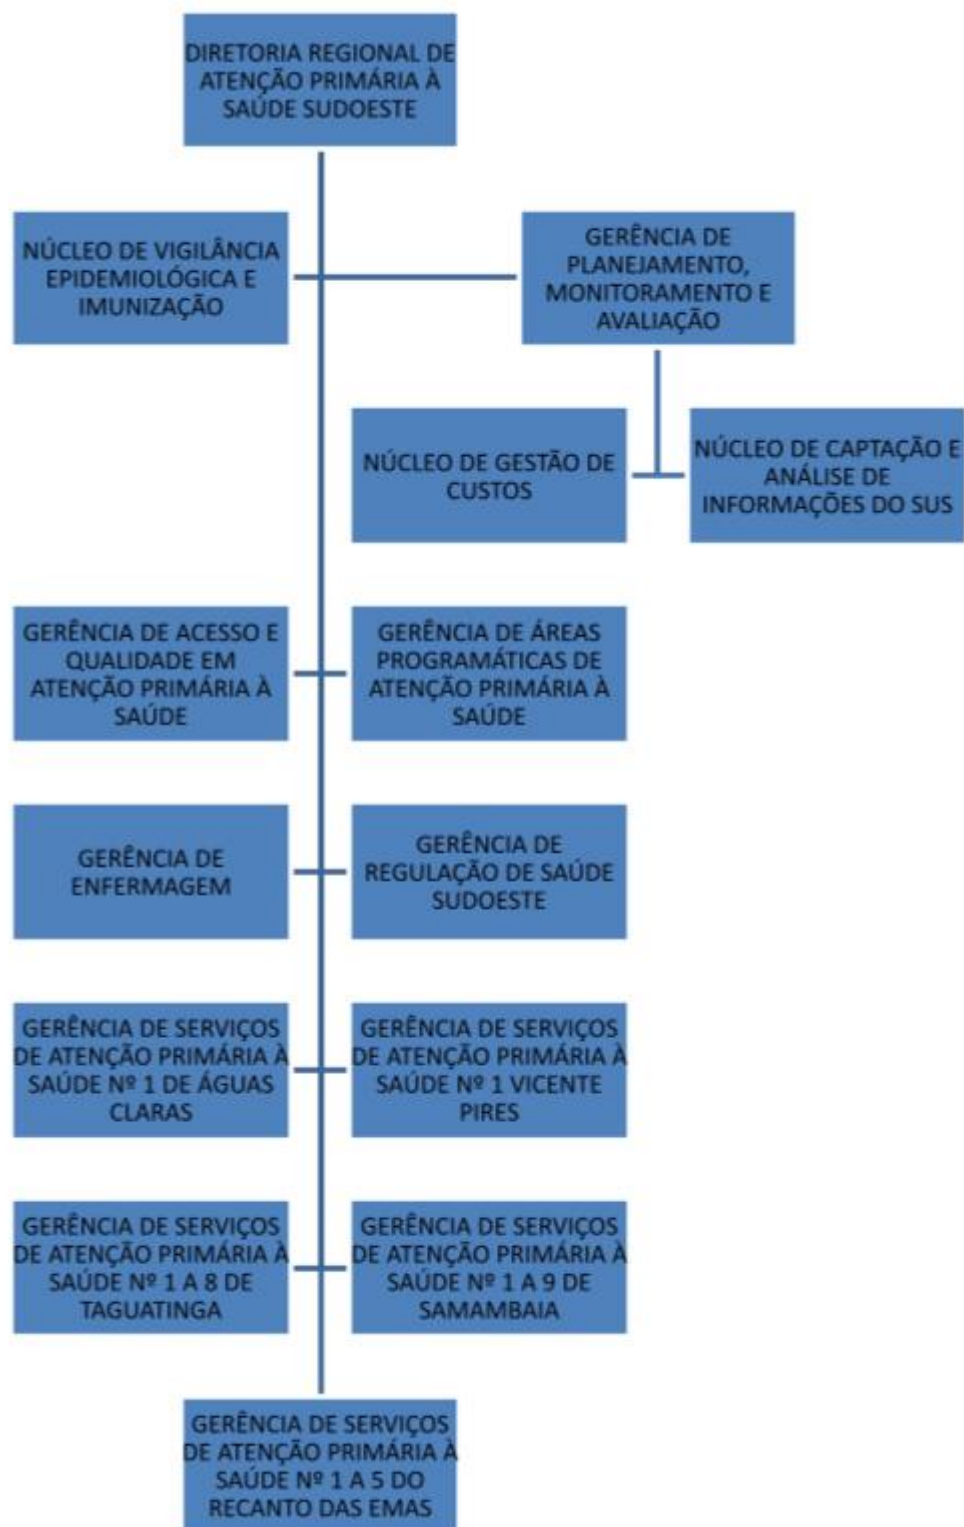 DIRETORIA REGIONAL DE
ATENÇÃO PRIMÁRIA À
SAÚDE SUDOESTE
NÚCLEO DE VIGILÂNCIA
EPIDEMIOLÓGICA E
IMUNIZAÇÃO
GERÊNCIA DE
PLANEJAMENTO,
MONITORAMENTO E
AVALIAÇÃO
NÚCLEO DE GESTÃO DE
CUSTOS
NÚCLEO DE CAPTAÇÃO E
ANÁLISE DE
INFORMAÇÕES DO SUS
GERÊNCIA DE ACESSO E
QUALIDADE EM
ATENÇÃO PRIMÁRIA À
SAÚDE
GERÊNCIA DE ÁREAS
PROGRAMÁTICAS DE
ATENÇÃO PRIMÁRIA À
SAÚDE
GERÊNCIA DE
ENFERMAGEM
GERÊNCIA DE
REGULAÇÃO DE SAÚDE
SUDOESTE
GERÊNCIA DE SERVIÇOS
DE ATENÇÃO PRIMÁRIA À
SAÚDE Nº 1 DE ÁGUAS
CLARAS
GERÊNCIA DE SERVIÇOS
DE ATENÇÃO PRIMÁRIA À
SAÚDE Nº 1 VICENTE
PIRES
GERÊNCIA DE SERVIÇOS
DE ATENÇÃO PRIMÁRIA À
SAÚDE Nº 1 A 8 DE
TAGUATINGA
GERÊNCIA DE SERVIÇOS
DE ATENÇÃO PRIMÁRIA À
SAÚDE Nº 1 A 9 DE
SAMAMBAIA
GERÊNCIA DE SERVIÇOS
DE ATENÇÃO PRIMÁRIA À
SAÚDE Nº 1 A 5 DO
RECANTO DAS EMAS